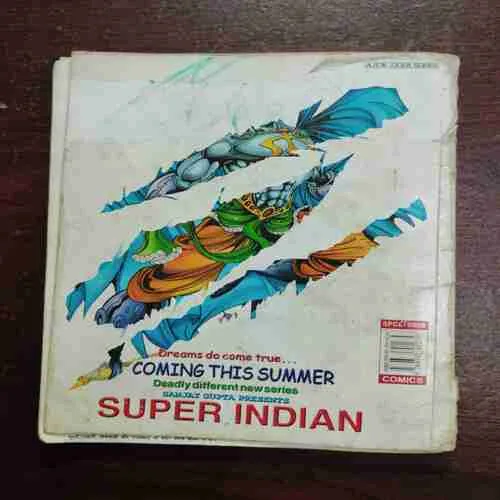 Dreams do come true...
COMING THIS SUMMER
Deadly different new series
SANJAY GUPTA PRESENTS
SUPER INDIAN
COMICS